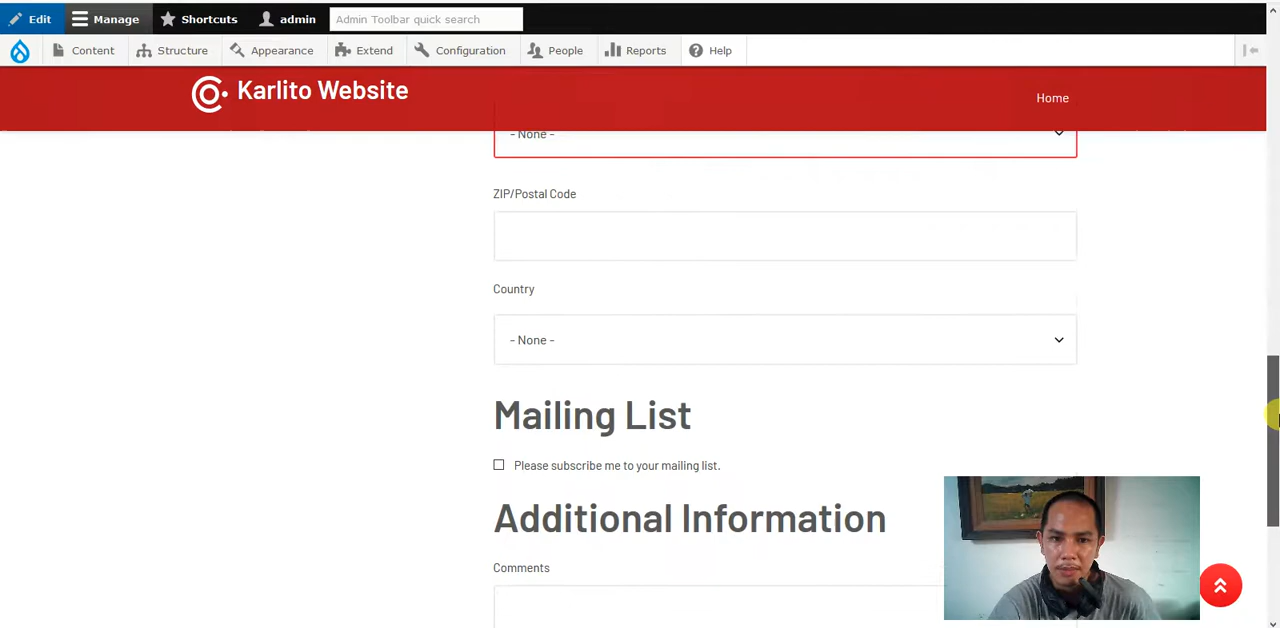 Edit Manage Shortcuts admin Admin Toolbar quick search
Content Structure Appearance Extend Configuration People Reports Help
Karlito Website Home
- None -
ZIP/Postal Code
Country
- None -
Mailing List
Please subscribe me to your mailing list.
Additional Information
Comments